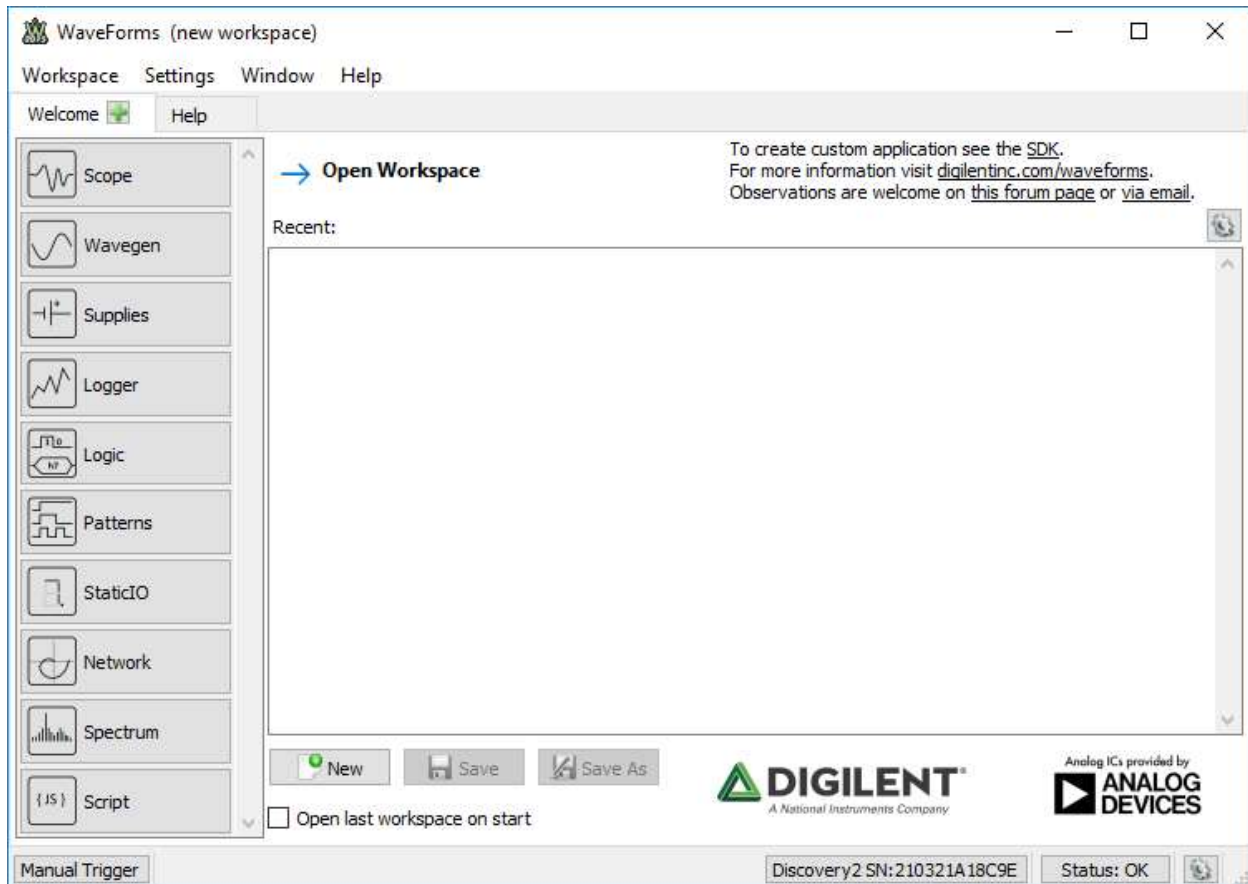 WaveForms (new workspace)
Workspace Settings Window Help
Welcome Help
Scope
Wavegen
Supplies
Logger
Logic
Patterns
StaticIO
Network
Spectrum
{JS} Script
→ Open Workspace
To create custom application see the SDK.
For more information visit digilentinc.com/waveforms.
Observations are welcome on this forum page or via email.
Recent:
New Save Save As
Open last workspace on start
DIGILENT
A National Instruments Company
Analog ICs provided by
ANALOG
DEVICES
Manual Trigger Discovery2 SN:210321A18C9E Status: OK